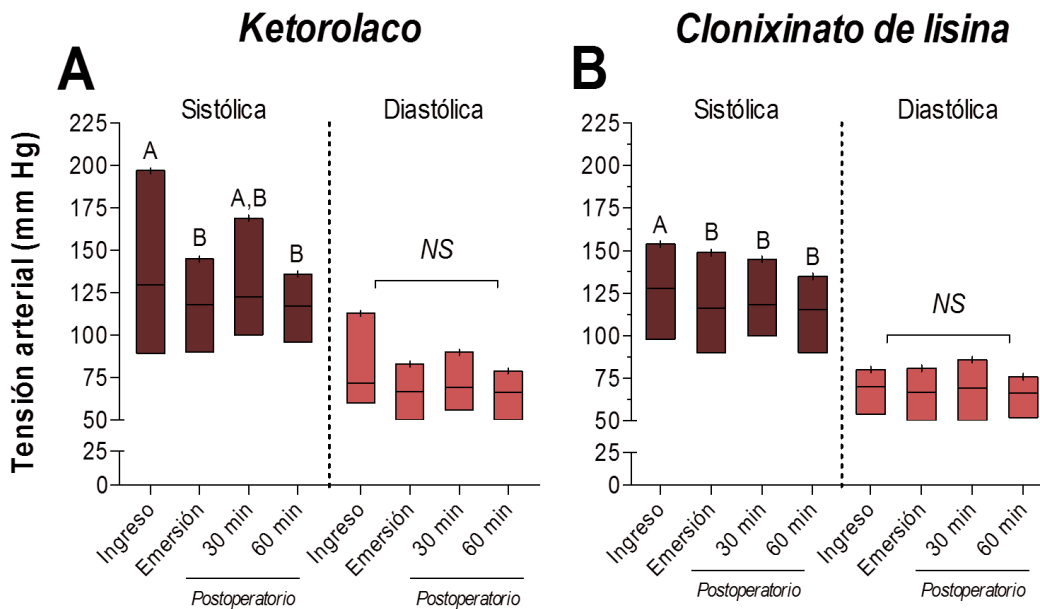 Ketorolaco
Clonixinato de lisina
A
B
Sistólica
Diastólica
Sistólica
Diastólica
Tensión arterial (mm Hg)
225
200
175
150
125
100
75
50
25
0
A
B
A,B
B
NS
225
200
175
150
125
100
75
50
25
0
A
B
B
B
NS
Ingreso
Emersión
30 min
60 min
Ingreso
Emersión
30 min
60 min
Ingreso
Emersión
30 min
60 min
Ingreso
Emersión
30 min
60 min
Postoperatorio
Postoperatorio
Postoperatorio
Postoperatorio